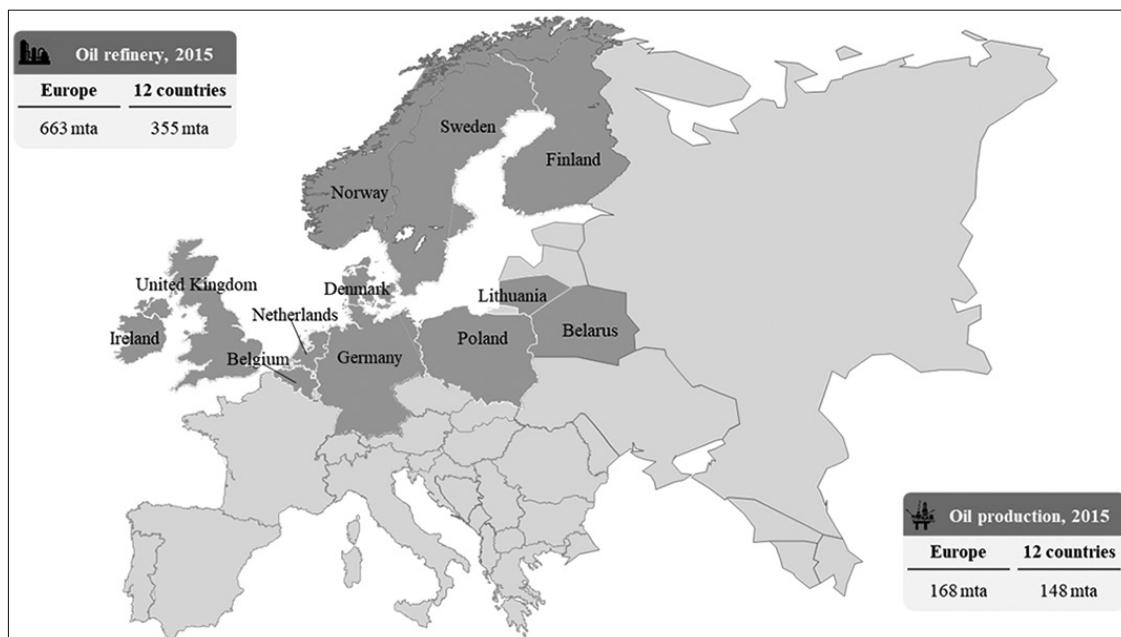 Oil refinery, 2015
Europe 12 countries
663 mta 355 mta
Sweden
Finland
Norway
United Kingdom
Denmark
Lithuania
Netherlands
Ireland
Belgium
Germany
Poland
Belarus
Oil production, 2015
Europe 12 countries
168 mta 148 mta